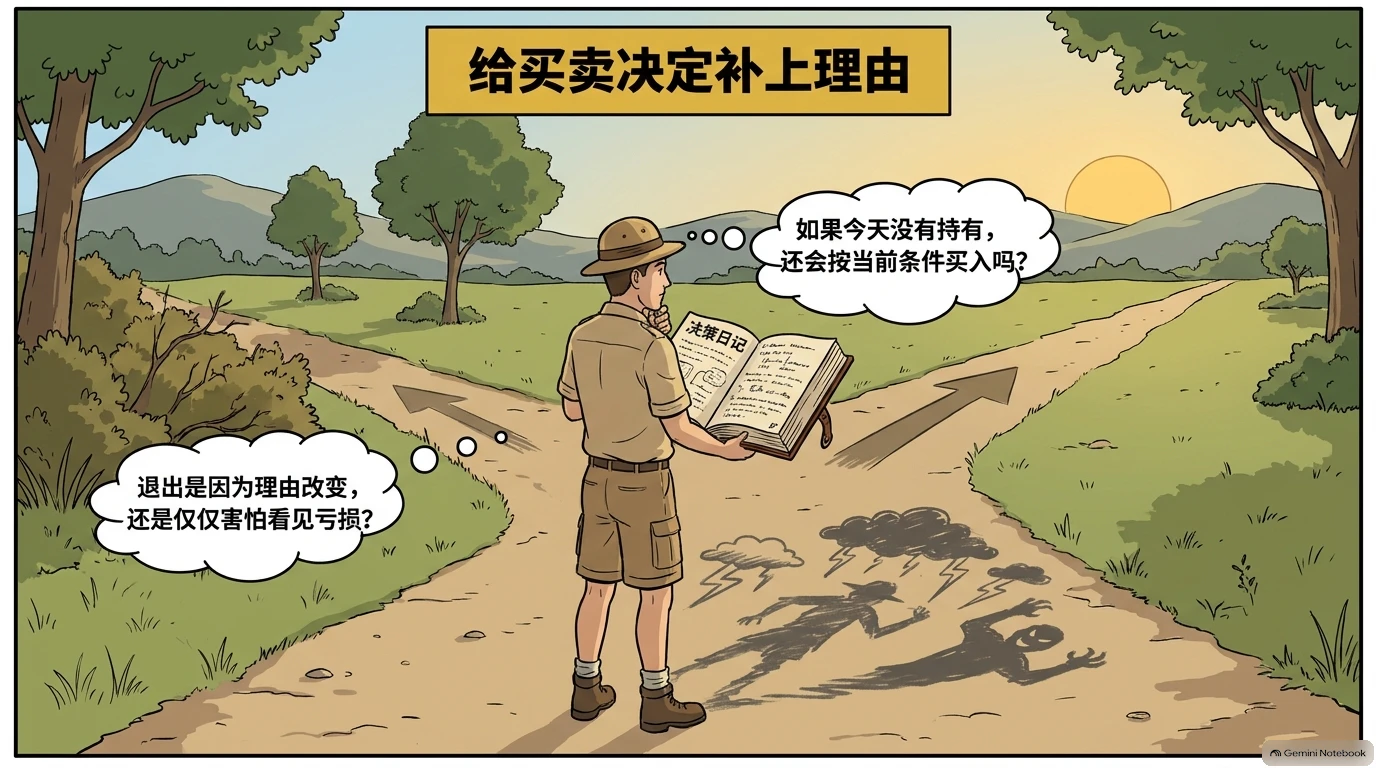 给买卖决定补上理由
如果今天没有持有，
还会按当前条件买入吗？
决策日记
退出是因为理由改变，
还是仅仅害怕看见亏损？
Gemini Notebook